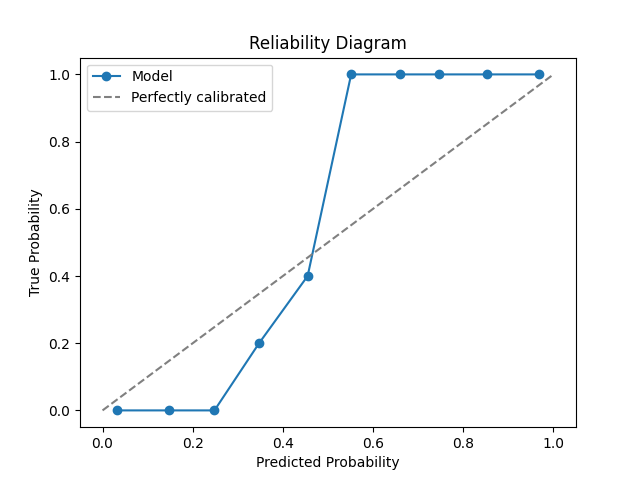 Reliability Diagram
Model
Perfectly calibrated
True Probability
1.0
0.8
0.6
0.4
0.2
0.0
0.0 0.2 0.4 0.6 0.8 1.0
Predicted Probability